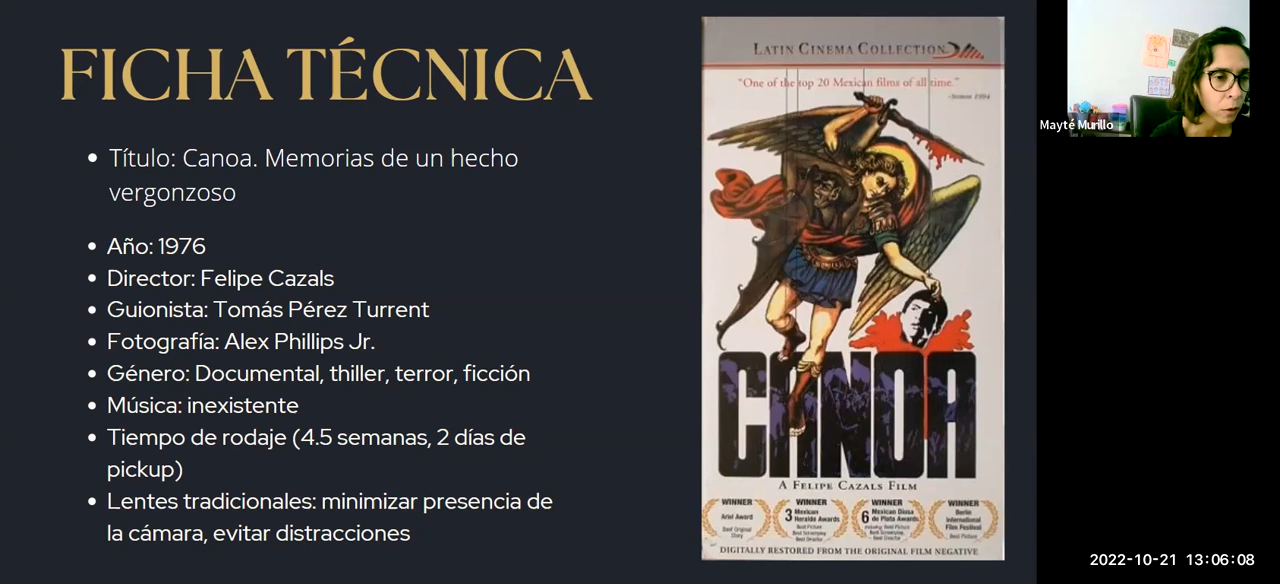 FICHA TÉCNICA
Título: Canoa. Memorias de un hecho
vergonzoso
Año: 1976
Director: Felipe Cazals
Guionista: Tomás Pérez Turrent
Fotografía: Alex Phillips Jr.
Género: Documental, thiller, terror, ficción
Música: inexistente
Tiempo de rodaje (4.5 semanas, 2 días de
pickup)
Lentes tradicionales: minimizar presencia de
la cámara, evitar distracciones
LATIN CINEMA COLLECTION
"One of the top 20 Mexican films of all time."
1994
CANOA
A FELIPE CAZALS FILM
WINNER
Ariel Award
Best Original
Story
WINNER
3 Mexican
Heraldo Awards
Best Picture
Best Screenplay
Best Director
WINNER
6 Mexican Diosa
de Plata Awards
Including Best Picture
Best Screenplay,
Best Director
WINNER
Berlin
International
Film Festival
Best Picture
DIGITALLY RESTORED FROM THE ORIGINAL FILM NEGATIVE
Mayté Murillo
2022-10-21 13:06:08